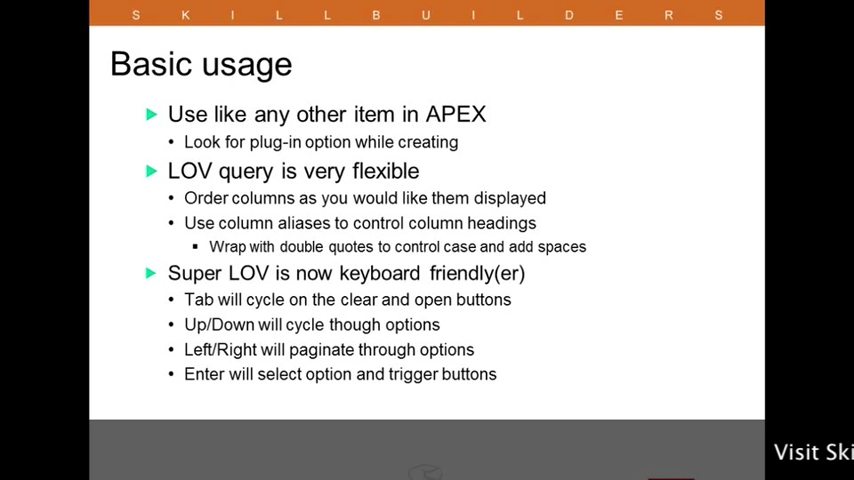 SKILLBUILDERS
Basic usage
Use like any other item in APEX
• Look for plug-in option while creating
LOV query is very flexible
• Order columns as you would like them displayed
• Use column aliases to control column headings
▪ Wrap with double quotes to control case and add spaces
Super LOV is now keyboard friendly(er)
• Tab will cycle on the clear and open buttons
• Up/Down will cycle though options
• Left/Right will paginate through options
• Enter will select option and trigger buttons
Visit Ski